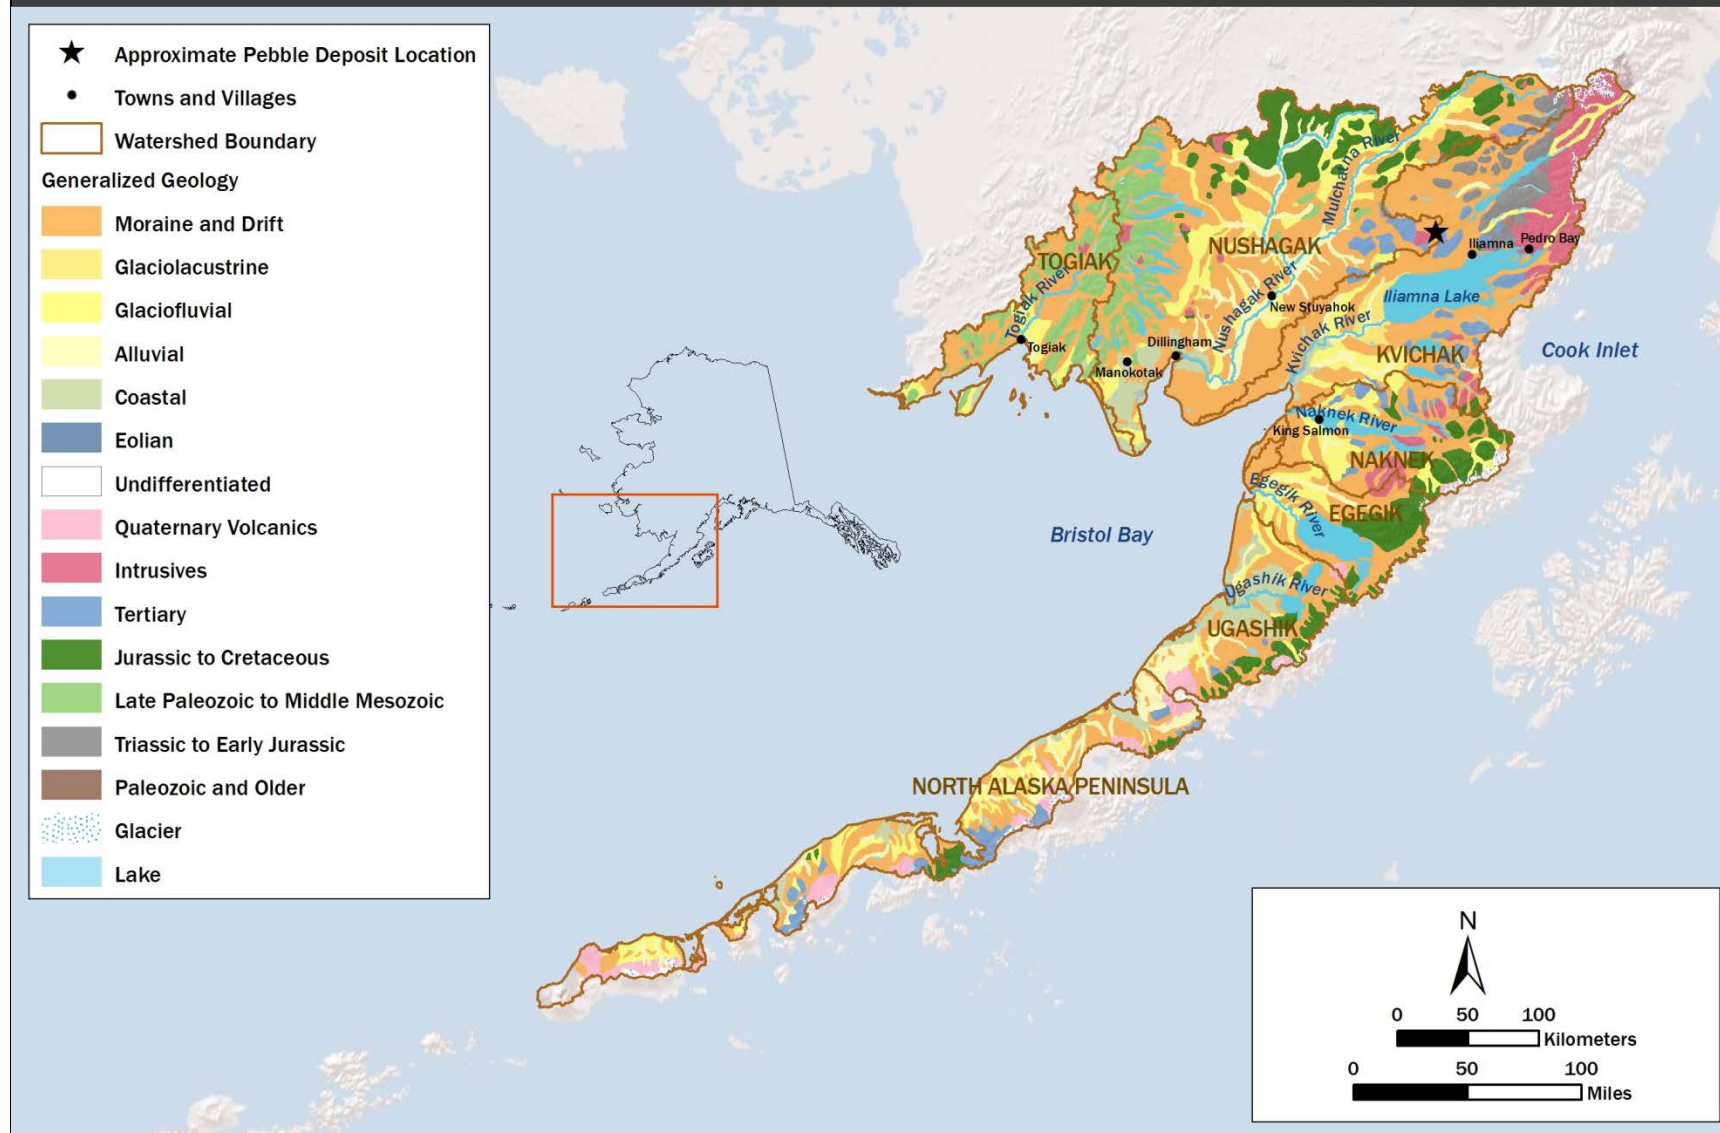 Approximate Pebble Deposit Location
Towns and Villages
Watershed Boundary
Generalized Geology
Moraine and Drift
Glaciolacustrine
Glaciofluvial
Alluvial
Coastal
Eolian
Undifferentiated
Quaternary Volcanics
Intrusives
Tertiary
Jurassic to Cretaceous
Late Paleozoic to Middle Mesozoic
Triassic to Early Jurassic
Paleozoic and Older
Glacier
Lake
Mulchatna River
NUSHAGAK
TOGIAK
Togiak River
Togiak
Nushagak River
New Stuyahok
Iliamna
Pedro Bay
Iliamna Lake
Kvichak River
KVICHAK
Dillingham
Manokotak
Cook Inlet
Naknek River
King Salmon
NAKNEK
Egegik River
EGEGIK
Bristol Bay
Ugashik River
UGASHIK
NORTH ALASKA PENINSULA
N
0 50 100
Kilometers
0 50 100
Miles